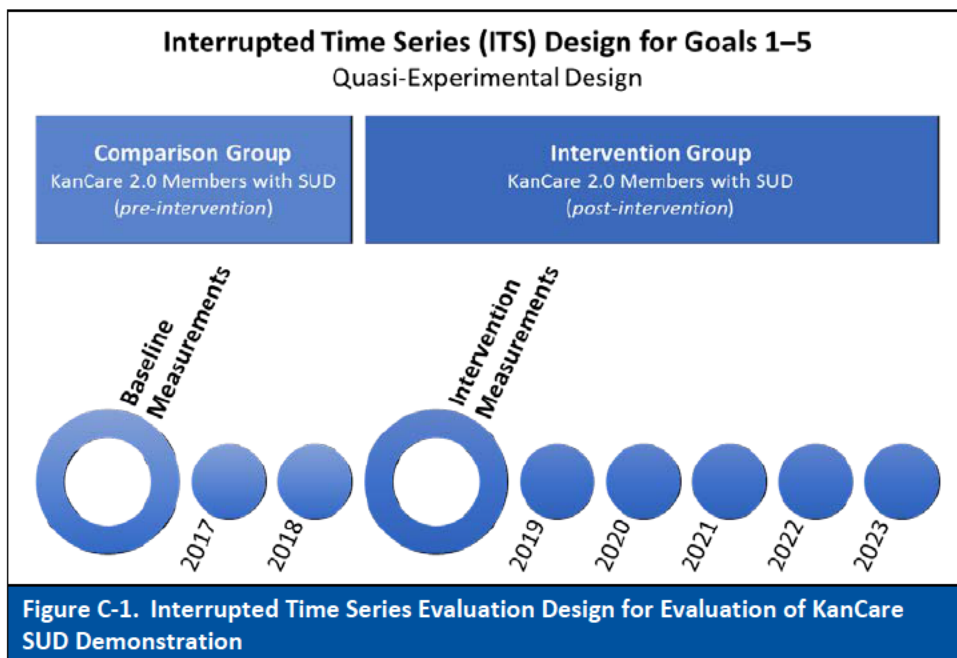 Interrupted Time Series (ITS) Design for Goals 1–5
Quasi-Experimental Design
Comparison Group
KanCare 2.0 Members with SUD
(pre-intervention)
Intervention Group
KanCare 2.0 Members with SUD
(post-intervention)
Baseline
Measurements
Intervention
Measurements
2017
2018
2019
2020
2021
2022
2023
Figure C-1. Interrupted Time Series Evaluation Design for Evaluation of KanCare
SUD Demonstration